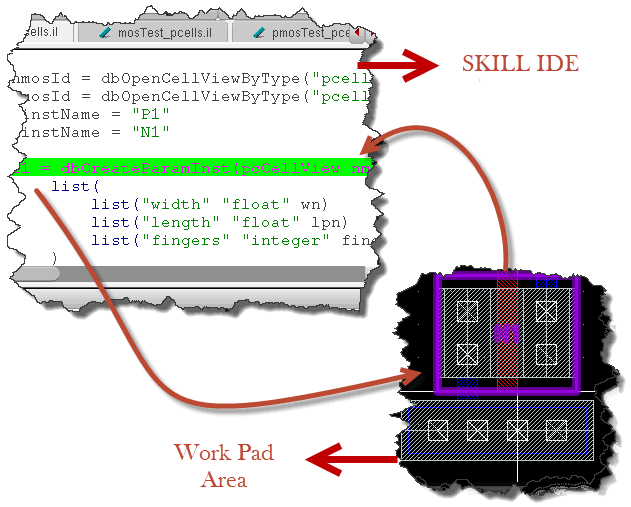 cells.il mosTest_pcells.il pmosTest_pce
SKILL IDE
nmosId = dbOpenCellViewByType("pcell
mosId = dbOpenCellViewByType("pcell
instName = "P1"
instName = "N1"
1 = dbCreateParamInst(pcCellView nm
list(
list("width" "float" wn)
list("length" "float" lpn)
list("fingers" "integer" fin
)
N1
Work Pad
Area